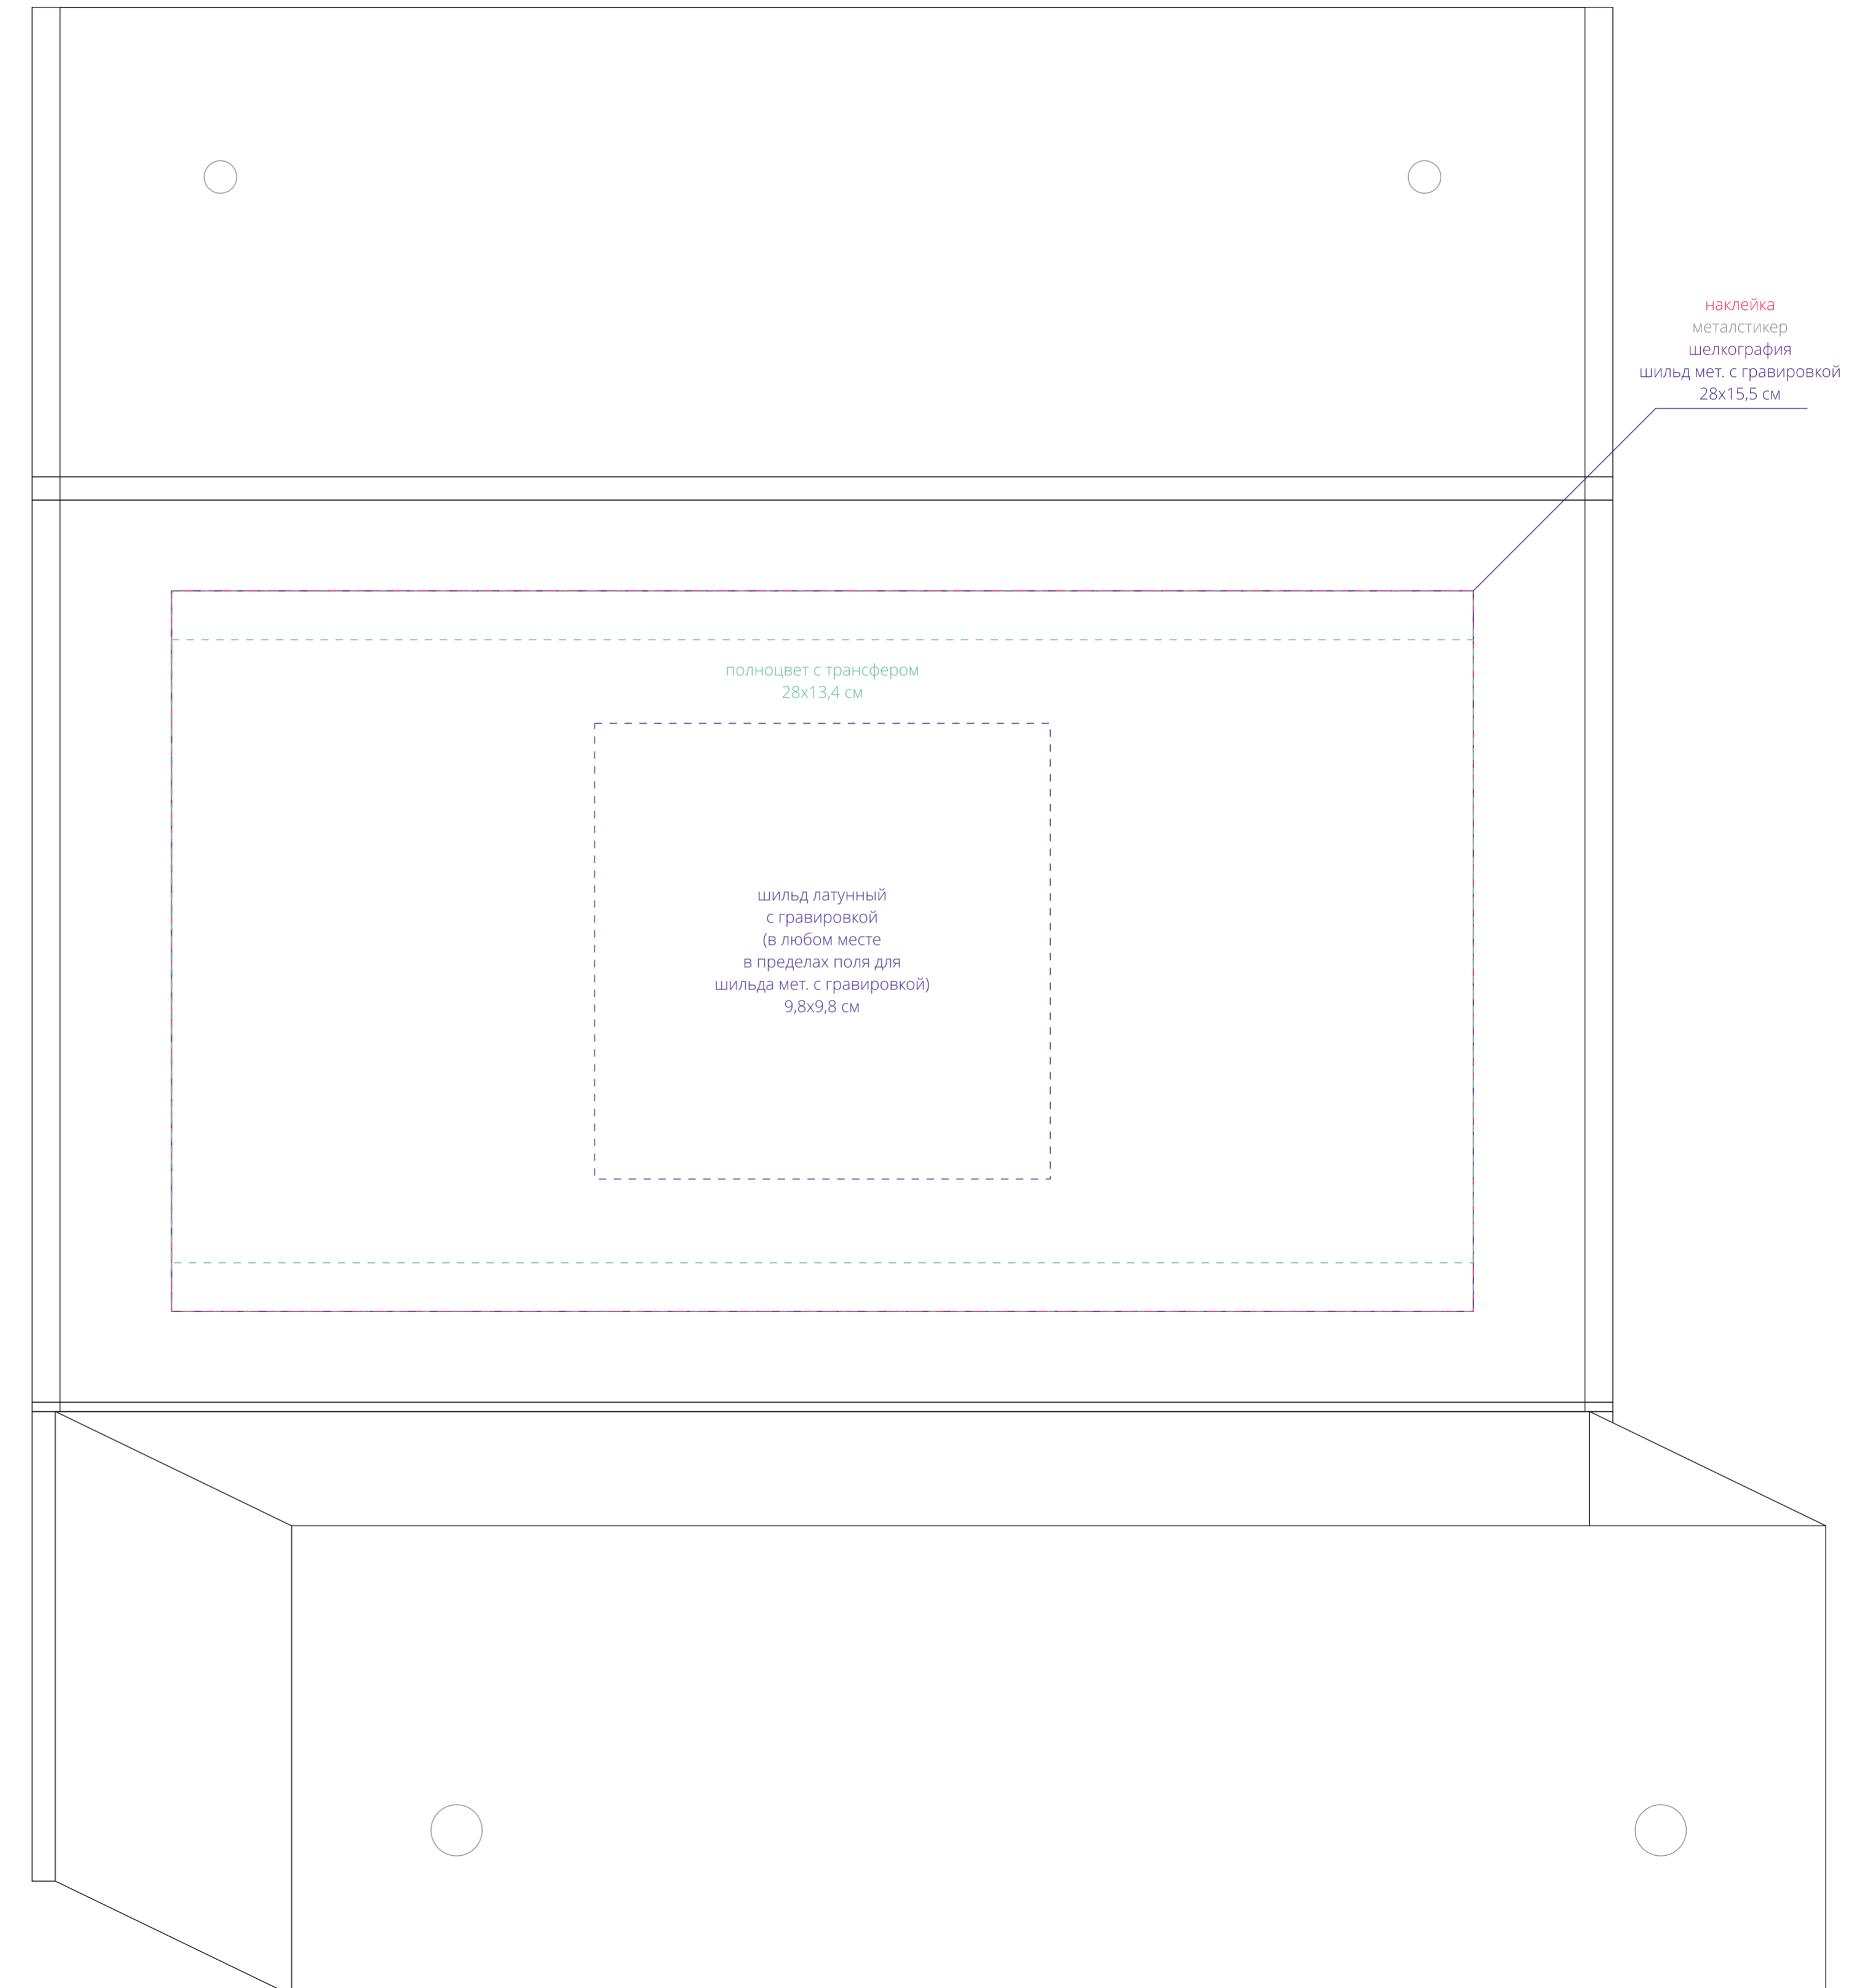 наклейка
металстикер
шелкография
шильд мет. с гравировкой
28х15,5 см
полноцвет с трансфером
28х13,4 см
шильд латунный
с гравировкой
(в любом месте
в пределах поля для
шильда мет. с гравировкой)
9,8х9,8 см